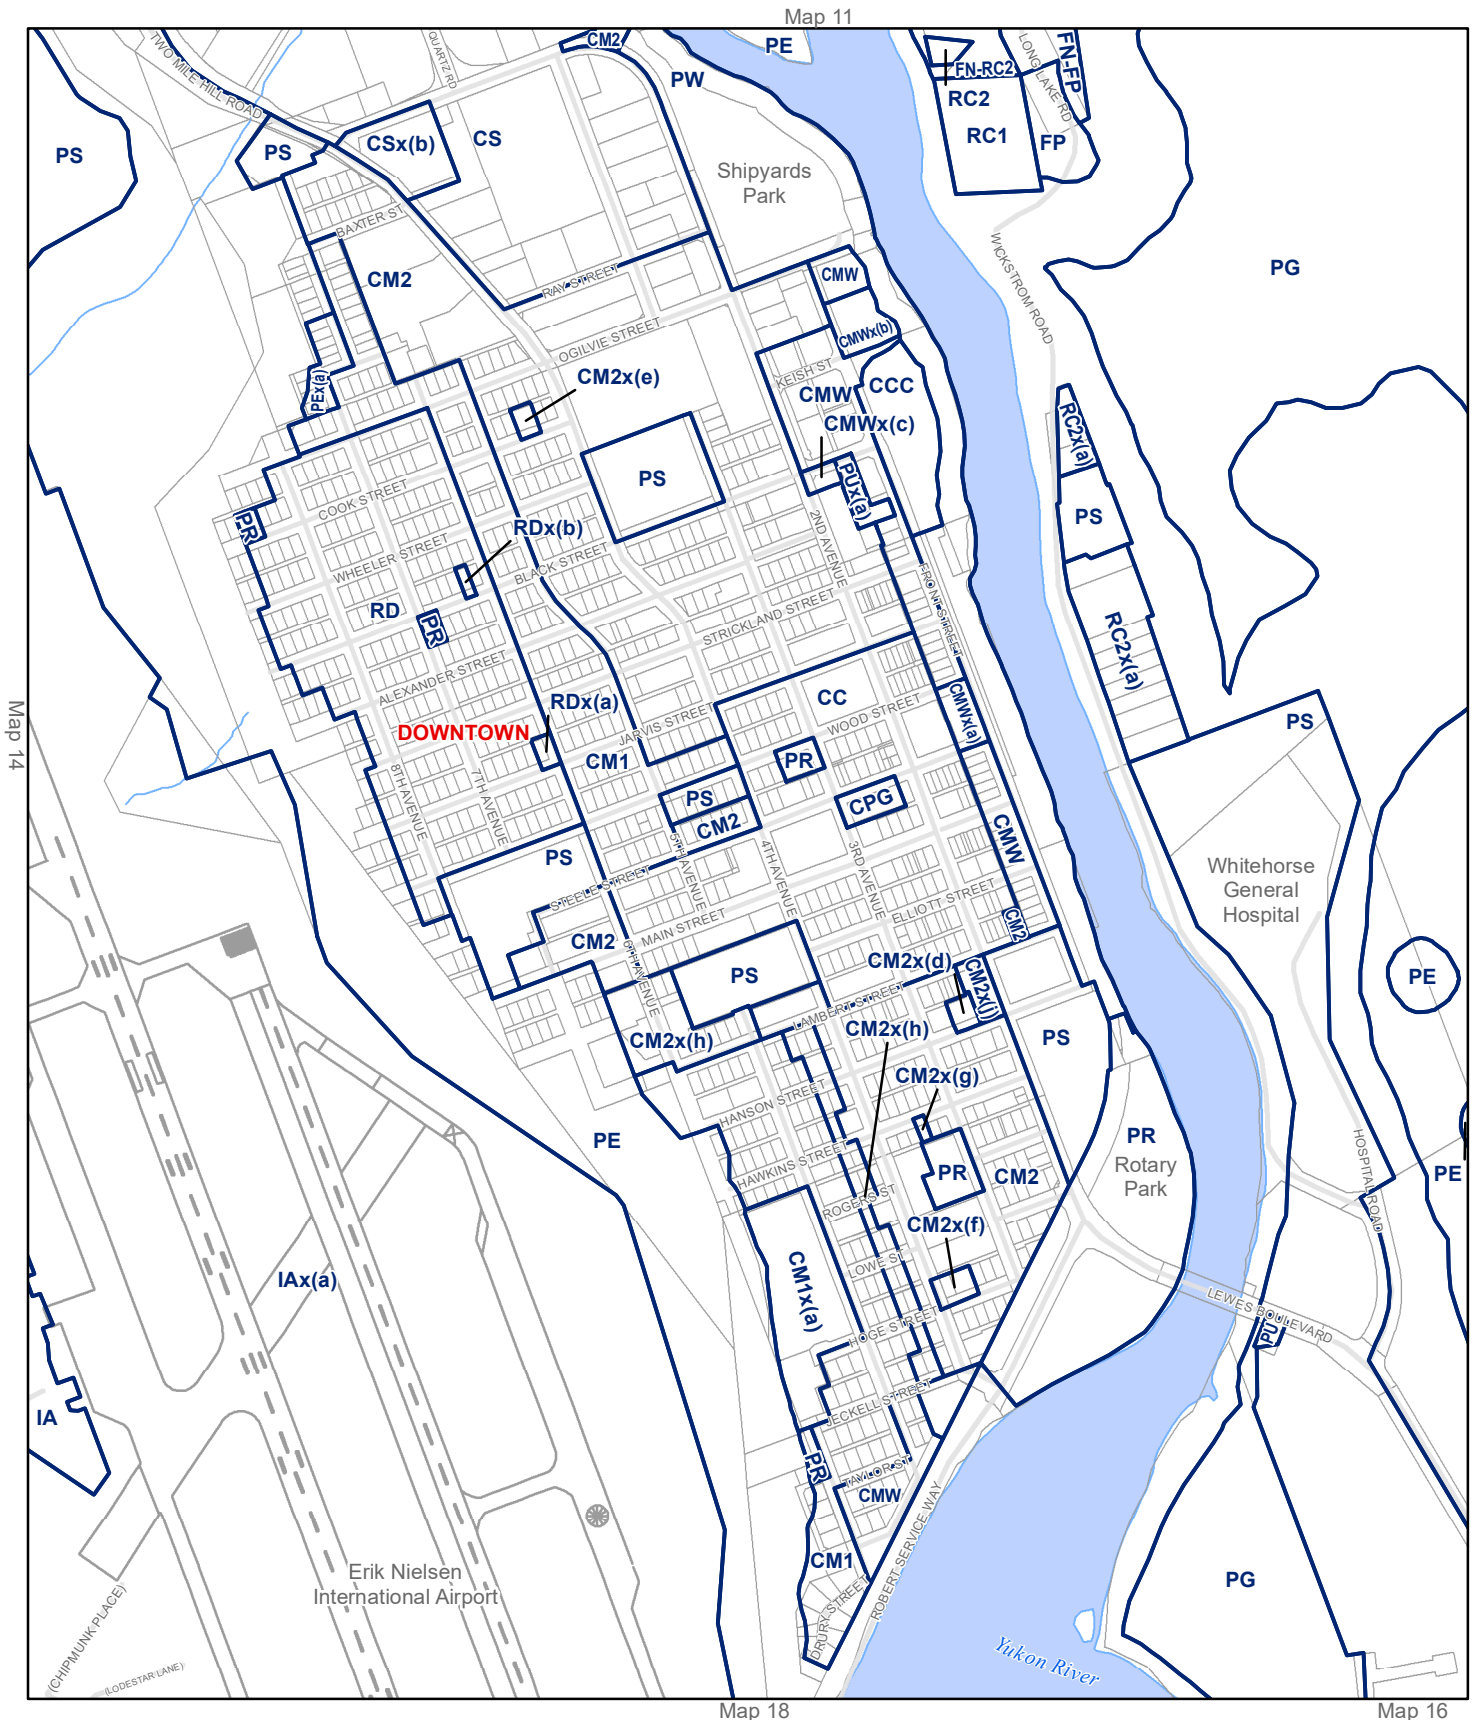 Map 11
TWO MILE HILL ROAD
QUARTZ RD
CM2
PE
PW
FN-RC2
LONG LAKE RD
FN-FP
RC2
RC1
FP
PS
PS
CSx(b)
CS
Shipyards
Park
BAXTER ST
CM2
RAY STREET
WICKSTROM ROAD
PG
CMW
CMWx(b)
OGILVIE STREET
KEISH ST
CM2x(e)
PEx(a)
CMW
CCC
CMWx(c)
RC2x(a)
PS
PUx(a)
COOK STREET
PR
PS
2ND AVENUE
RDx(b)
WHEELER STREET
BLACK STREET
FRONT STREET
RD
PR
STRICKLAND STREET
RC2x(a)
ALEXANDER STREET
RDx(a)
CC
WOOD STREET
CMWx(a)
JARVIS STREET
DOWNTOWN
Map 14
PS
CM1
PR
8TH AVENUE
7TH AVENUE
PS
CPG
CM2
CMW
PS
5TH AVENUE
4TH AVENUE
3RD AVENUE
STEELE STREET
ELLIOTT STREET
Whitehorse
General
Hospital
MAIN STREET
CM2
CM2
6TH AVENUE
CM2x(d)
PS
CM2x(j)
PE
LAMBERT STREET
CM2x(h)
CM2x(h)
PS
CM2x(g)
HANSON STREET
PE
PR
Rotary
Park
HAWKINS STREET
PR
CM2
HOSPITAL ROAD
PE
ROGERS ST
CM2x(f)
LOWE ST
IAx(a)
CM1x(a)
LEWES BOULEVARD
PU
HOGE STREET
JECKELL STREET
IA
PR
TAYLOR ST
CMW
ROBERT SERVICE WAY
CM1
Erik Nielsen
International Airport
PG
DRURY STREET
(CHIPMUNK PLACE)
(LODESTAR LANE)
Yukon River
Map 18
Map 16